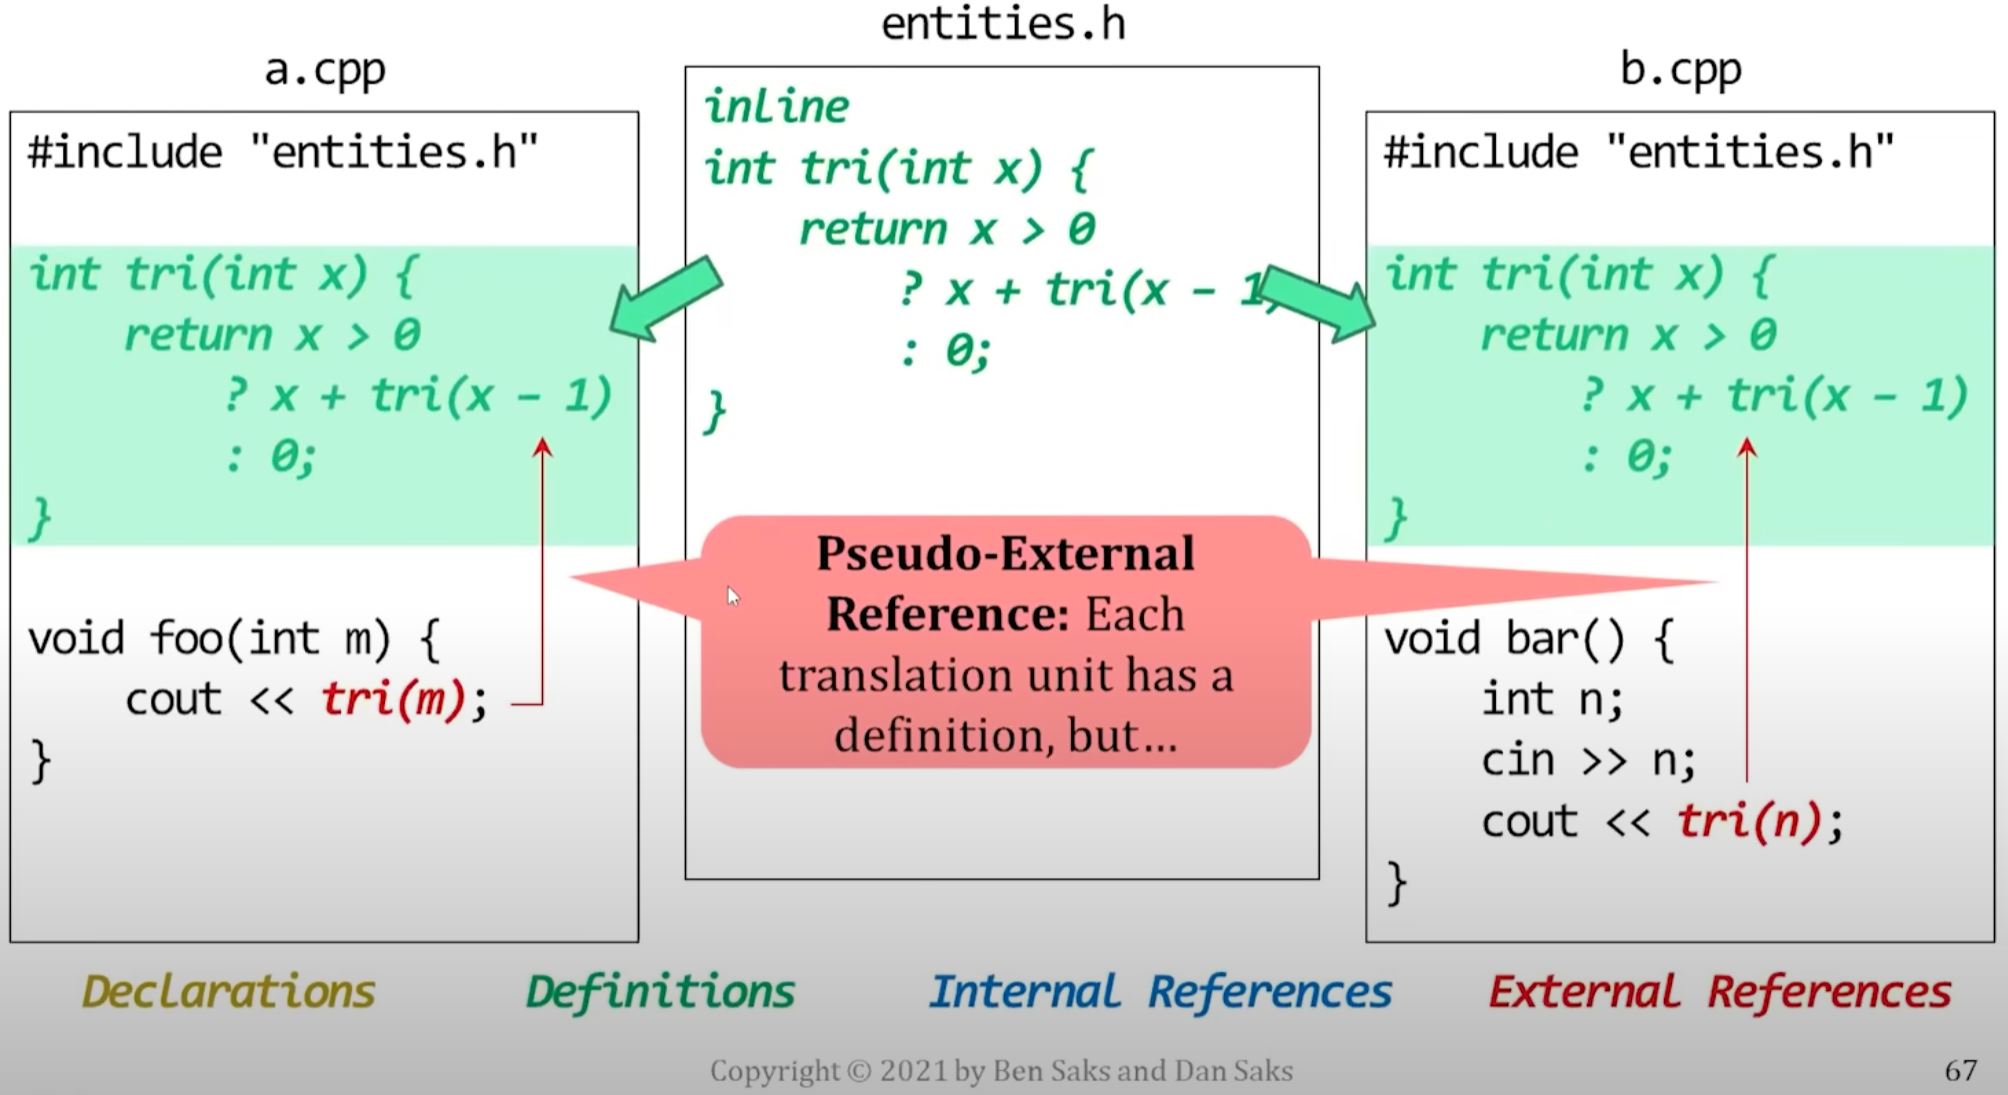 entities.h
a.cpp
b.cpp
#include "entities.h"
int tri(int x) {
return x > 0
? x + tri(x – 1)
: 0;
}
void foo(int m) {
cout << tri(m);
}
inline
int tri(int x) {
return x > 0
? x + tri(x – 1)
: 0;
}
Pseudo-External
Reference: Each
translation unit has a
definition, but…
#include "entities.h"
int tri(int x) {
return x > 0
? x + tri(x – 1)
: 0;
}
void bar() {
int n;
cin >> n;
cout << tri(n);
}
Declarations
Definitions
Internal References
External References
Copyright © 2021 by Ben Saks and Dan Saks
67